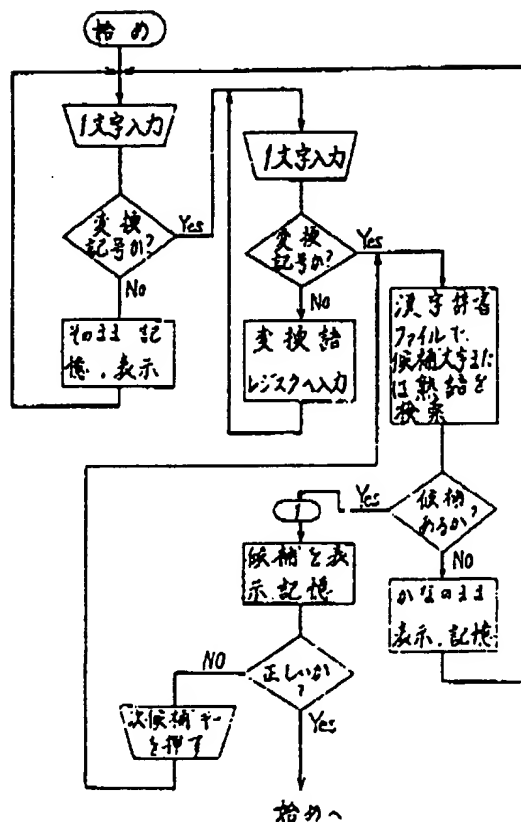 始め
1文字入力
変換
記号か?
Yes
No
そのまま記
憶.表示
1文字入力
変換
記号か?
Yes
No
変換語
レジスタへ入力
漢字辞書
ファイルで,
候補文字また
は熟語を
検索
候補
あるか?
Yes
No
かなのまま
表示.記憶
1
候補を表
示.記憶
正しいか
?
NO
Yes
次候補キー
を押す
始めへ